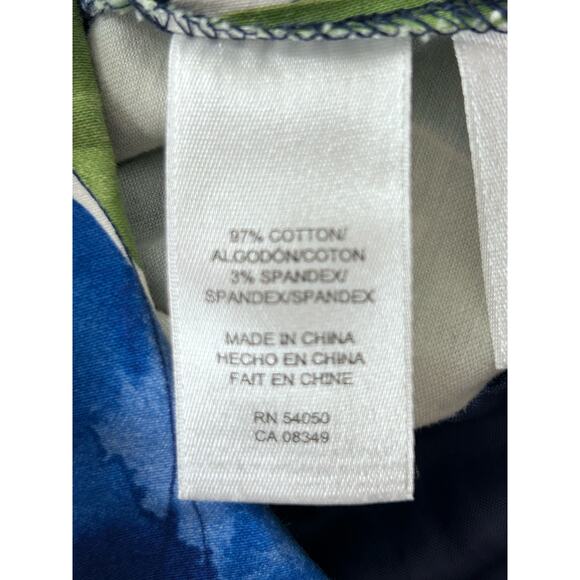 97% COTTON/
ALGODÓN/COTON
3% SPANDEX/
SPANDEX/SPANDEX
MADE IN CHINA
HECHO EN CHINA
FAIT EN CHINE
RN 54050
CA 08349